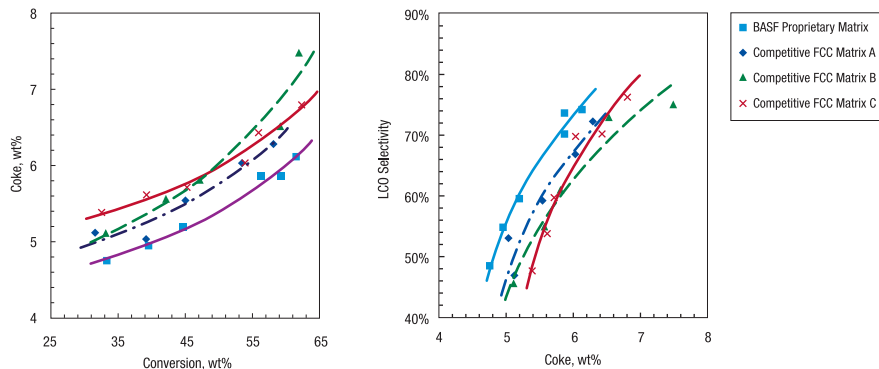 8
7
6
5
4
Coke, wt%
25
35
45
55
65
Conversion, wt%
90%
80%
70%
60%
50%
40%
LCO Selectivity
4
5
6
7
8
Coke, wt%
BASF Proprietary Matrix
Competitive FCC Matrix A
Competitive FCC Matrix B
Competitive FCC Matrix C